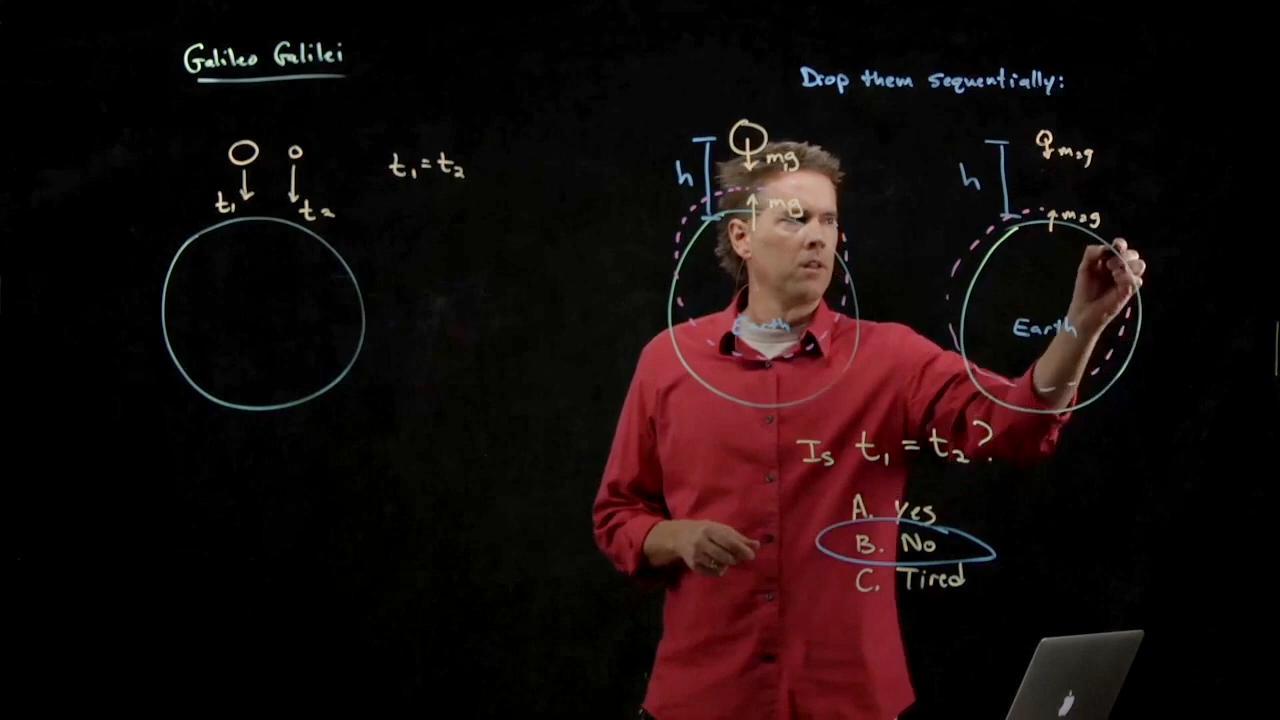 Galileo Galilei
t₁ t₂
t₁ = t₂
Drop them sequentially:
h
mg
mg
Earth
h
m₂g
m₂g
Earth
Is t₁ = t₂?
A. Yes
B. No
C. Tired